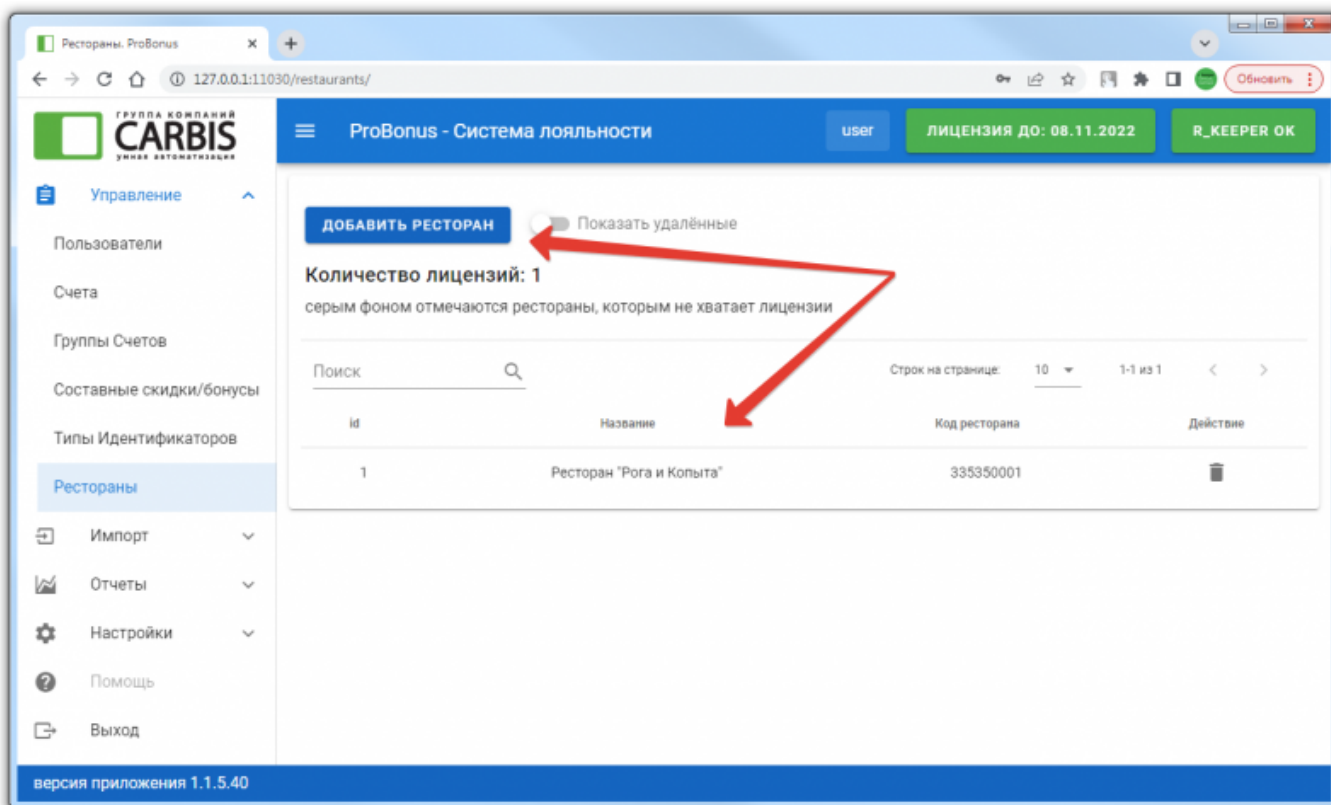 Рестораны. ProBonus
127.0.0.1:11030/restaurants/
Обновить
ГРУППА КОМПАНИЙ
CARBIS
умная автоматизация
ProBonus - Система лояльности
user
ЛИЦЕНЗИЯ ДО: 08.11.2022
R_KEEPER OK
Управление
Пользователи
Счета
Группы Счетов
Составные скидки/бонусы
Типы Идентификаторов
Рестораны
Импорт
Отчеты
Настройки
Помощь
Выход
ДОБАВИТЬ РЕСТОРАН
Показать удалённые
Количество лицензий: 1
серым фоном отмечаются рестораны, которым не хватает лицензии
Поиск
Строк на странице: 10 1-1 из 1
id Название Код ресторана Действие
1 Ресторан "Рога и Копыта" 335350001
версия приложения 1.1.5.40